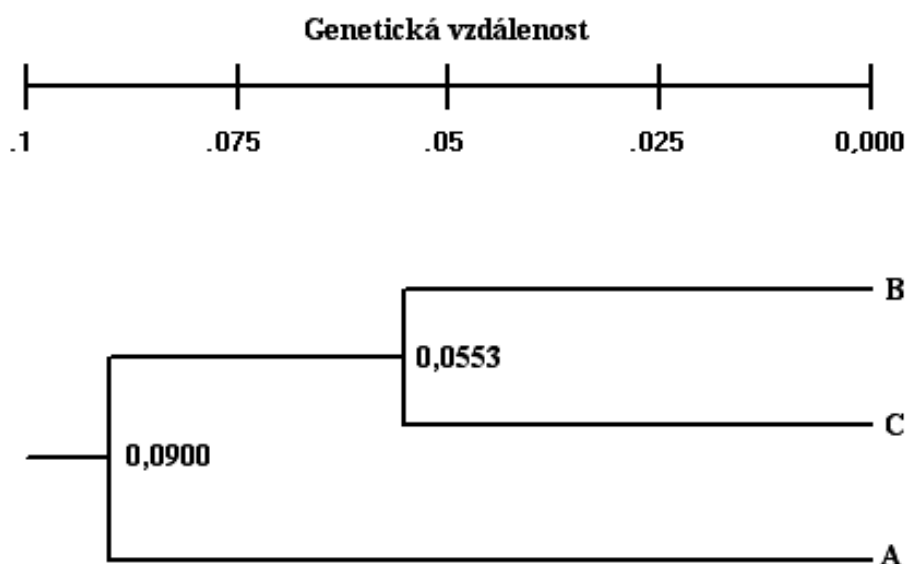 Genetická vzdálenost
.1 .075 .05 .025 0,000
B
0,0553
C
0,0900
A